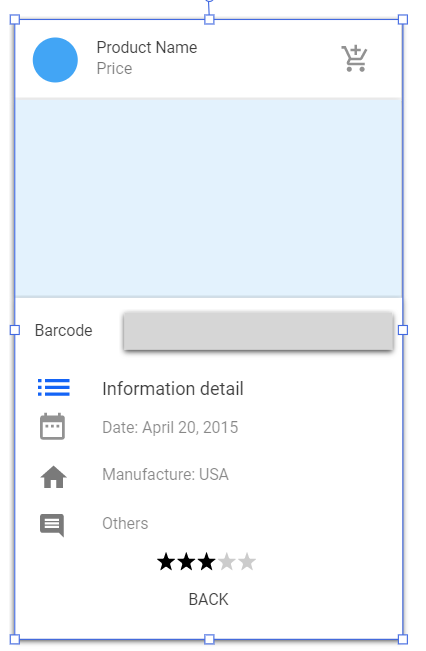 Product Name
Price
Barcode
Information detail
Date: April 20, 2015
Manufacture: USA
Others
BACK